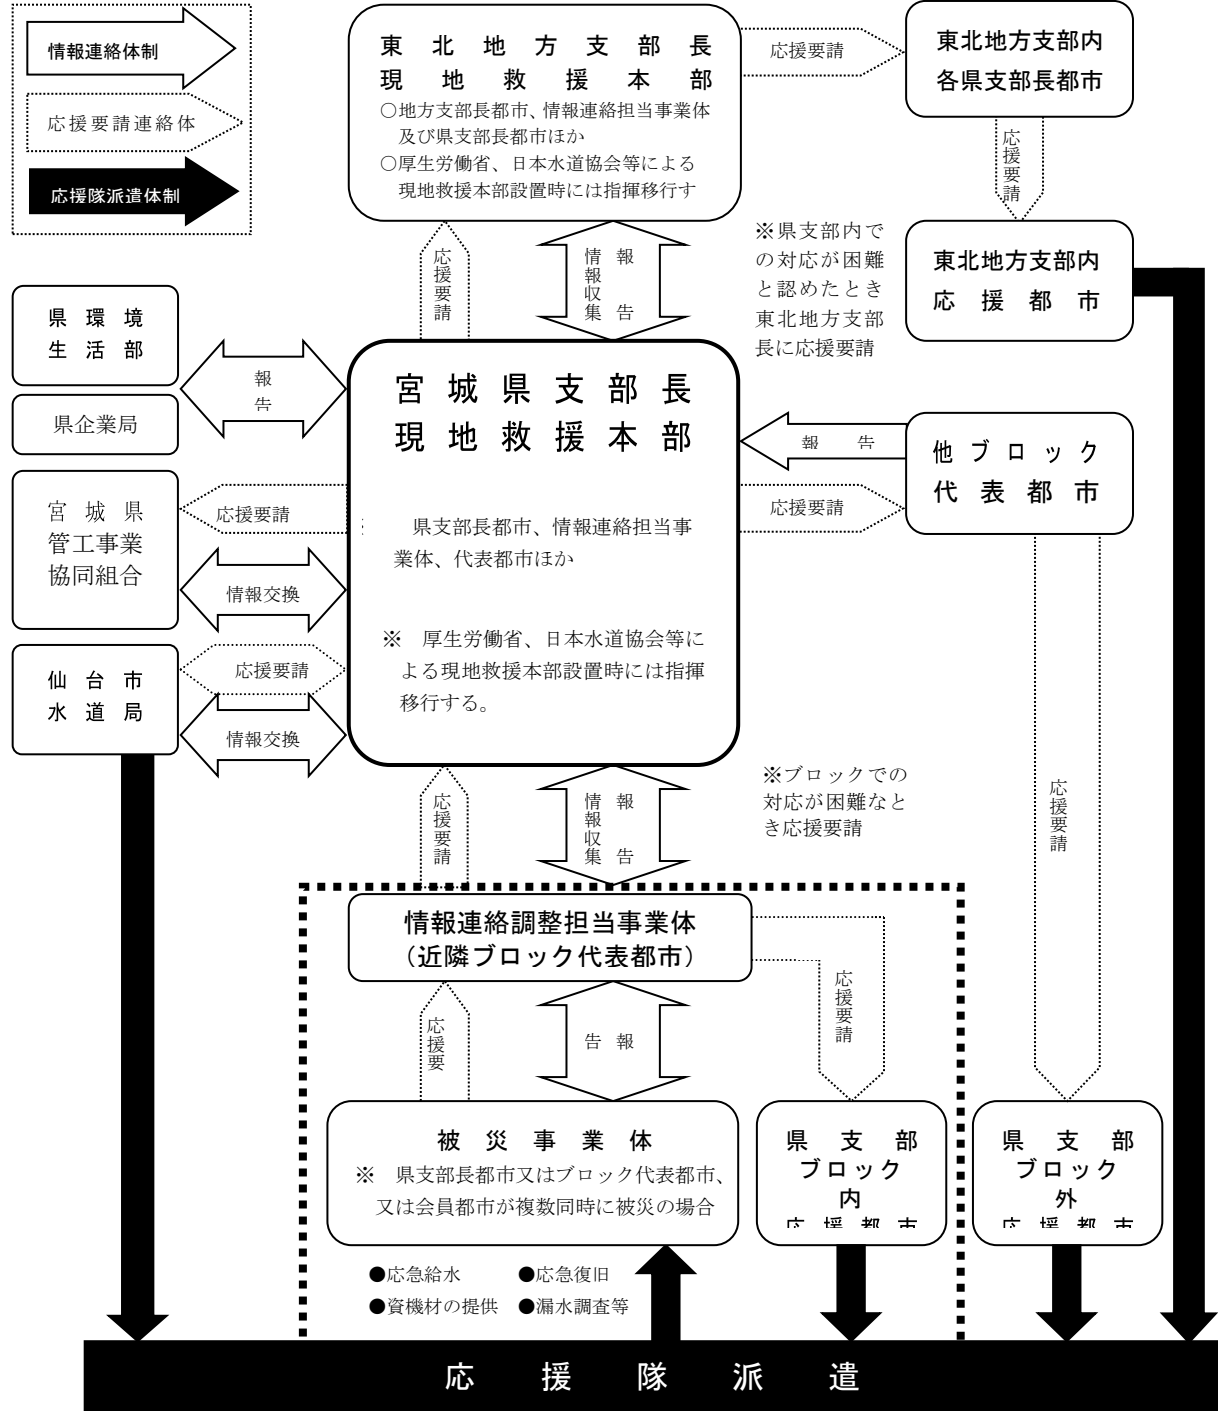 情報連絡体制
応援要請連絡体
応援隊派遣体制
東北地方支部長
現地救援本部
○地方支部長都市、情報連絡担当事業体
及び県支部長都市ほか
○厚生労働省、日本水道協会等による
現地救援本部設置時には指揮移行す
応援要請
東北地方支部内
各県支部長都市
応援要請
東北地方支部内
応援都市
応援要請
情報収集
報告
※県支部内で
の対応が困難
と認めたとき
東北地方支部
長に応援要請
県環境
生活部
県企業局
報
告
宮城県支部長
現地救援本部
県支部長都市、情報連絡担当事
業体、代表都市ほか
※　厚生労働省、日本水道協会等に
よる現地救援本部設置時には指揮
移行する。
報　告
応援要請
他ブロック
代表都市
宮城県
管工事業
協同組合
応援要請
情報交換
仙台市
水道局
応援要請
情報交換
応援要請
情報収集
報告
※ブロックでの
対応が困難なと
き応援要請
応援要請
情報連絡調整担当事業体
（近隣ブロック代表都市）
応援要請
応援要
告　報
被災事業体
※　県支部長都市又はブロック代表都市、
又は会員都市が複数同時に被災の場合
県支部
ブロック
内
応援都市
県支部
ブロック
外
応援都市
●応急給水　●応急復旧
●資機材の提供　●漏水調査等
応援隊派遣